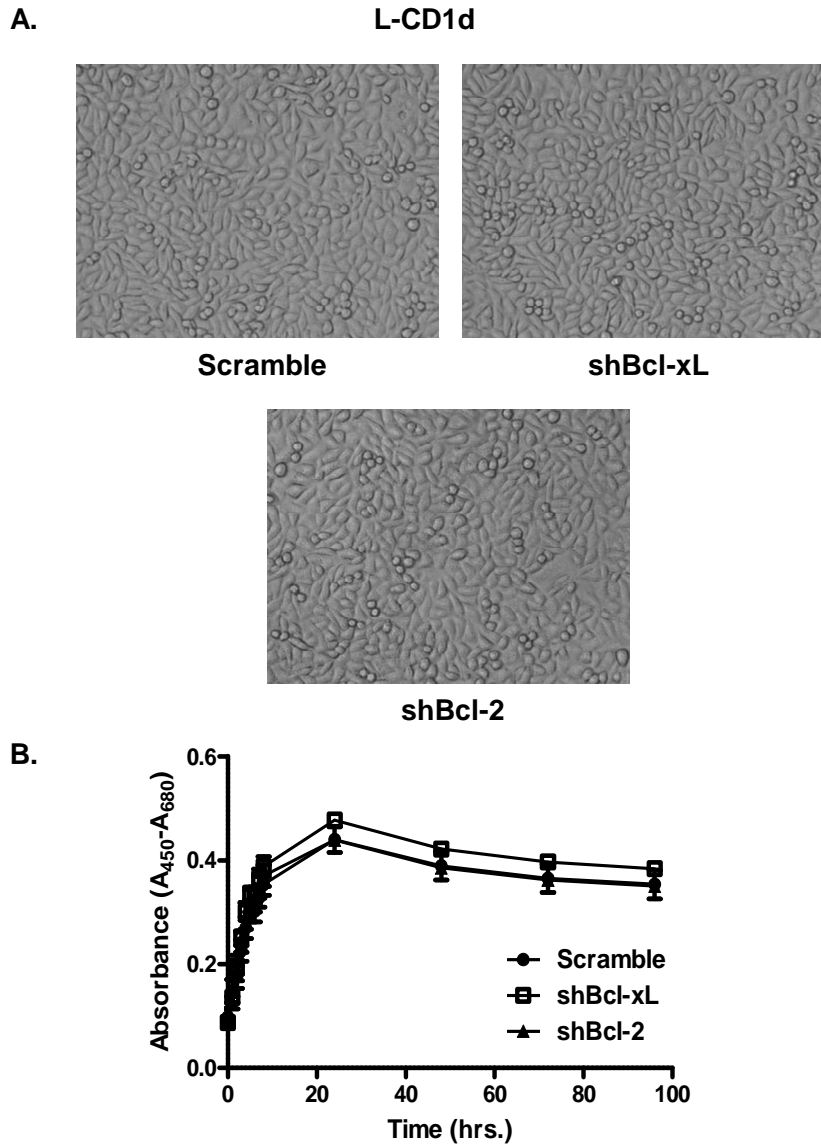 A.
L-CD1d
Scramble
shBcl-xL
shBcl-2
B.
Absorbance (A450-A680)
0.6
0.4
0.2
0.0
0
20
40
60
80
100
Time (hrs.)
Scramble
shBcl-xL
shBcl-2